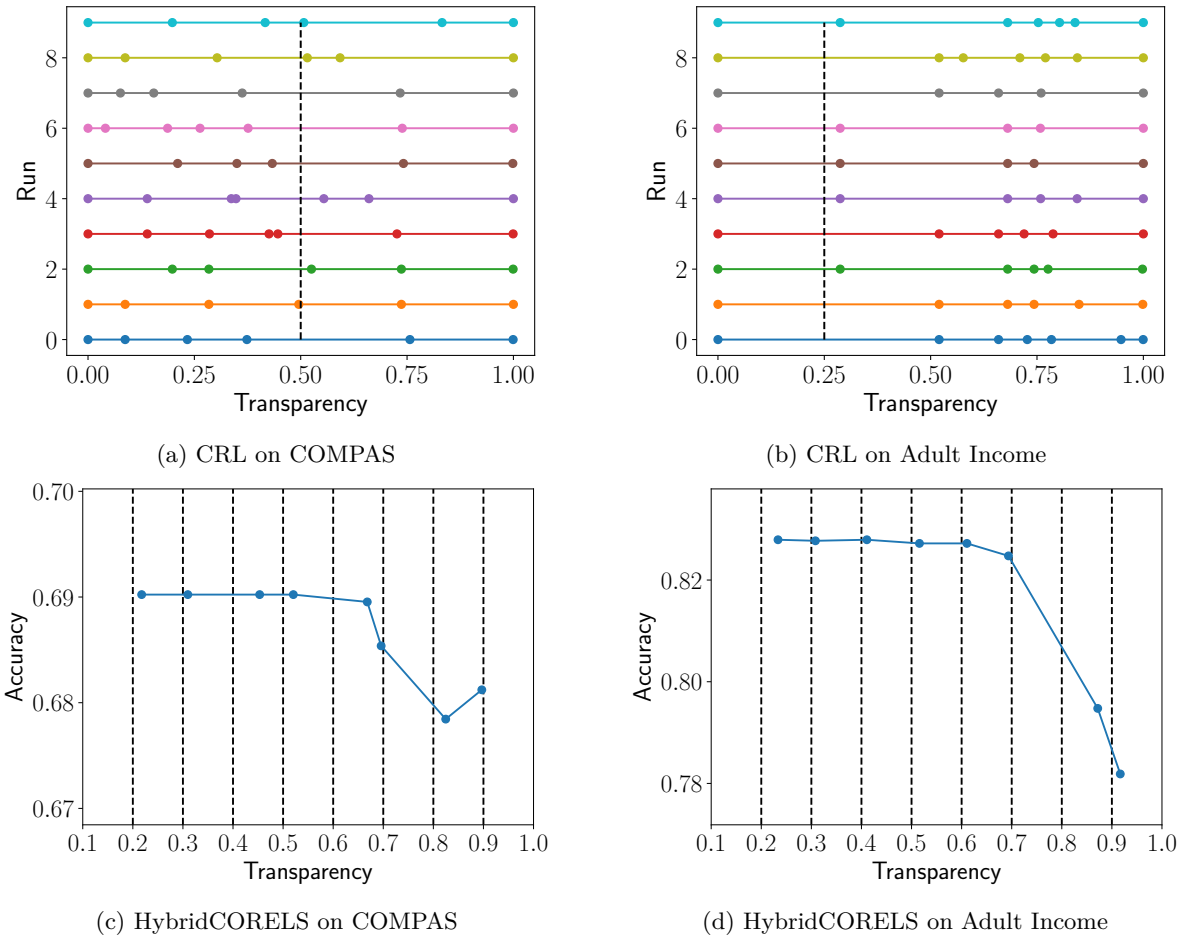 8
6
4
2
0
Run
0.00 0.25 0.50 0.75 1.00
Transparency
(a) CRL on COMPAS
0.00 0.25 0.50 0.75 1.00
Transparency
(b) CRL on Adult Income
0.70
0.69
0.68
0.67
Accuracy
0.1 0.2 0.3 0.4 0.5 0.6 0.7 0.8 0.9 1.0
Transparency
(c) HybridCORELS on COMPAS
0.82
0.80
0.78
Accuracy
0.1 0.2 0.3 0.4 0.5 0.6 0.7 0.8 0.9 1.0
Transparency
(d) HybridCORELS on Adult Income
8
6
4
2
0
Run